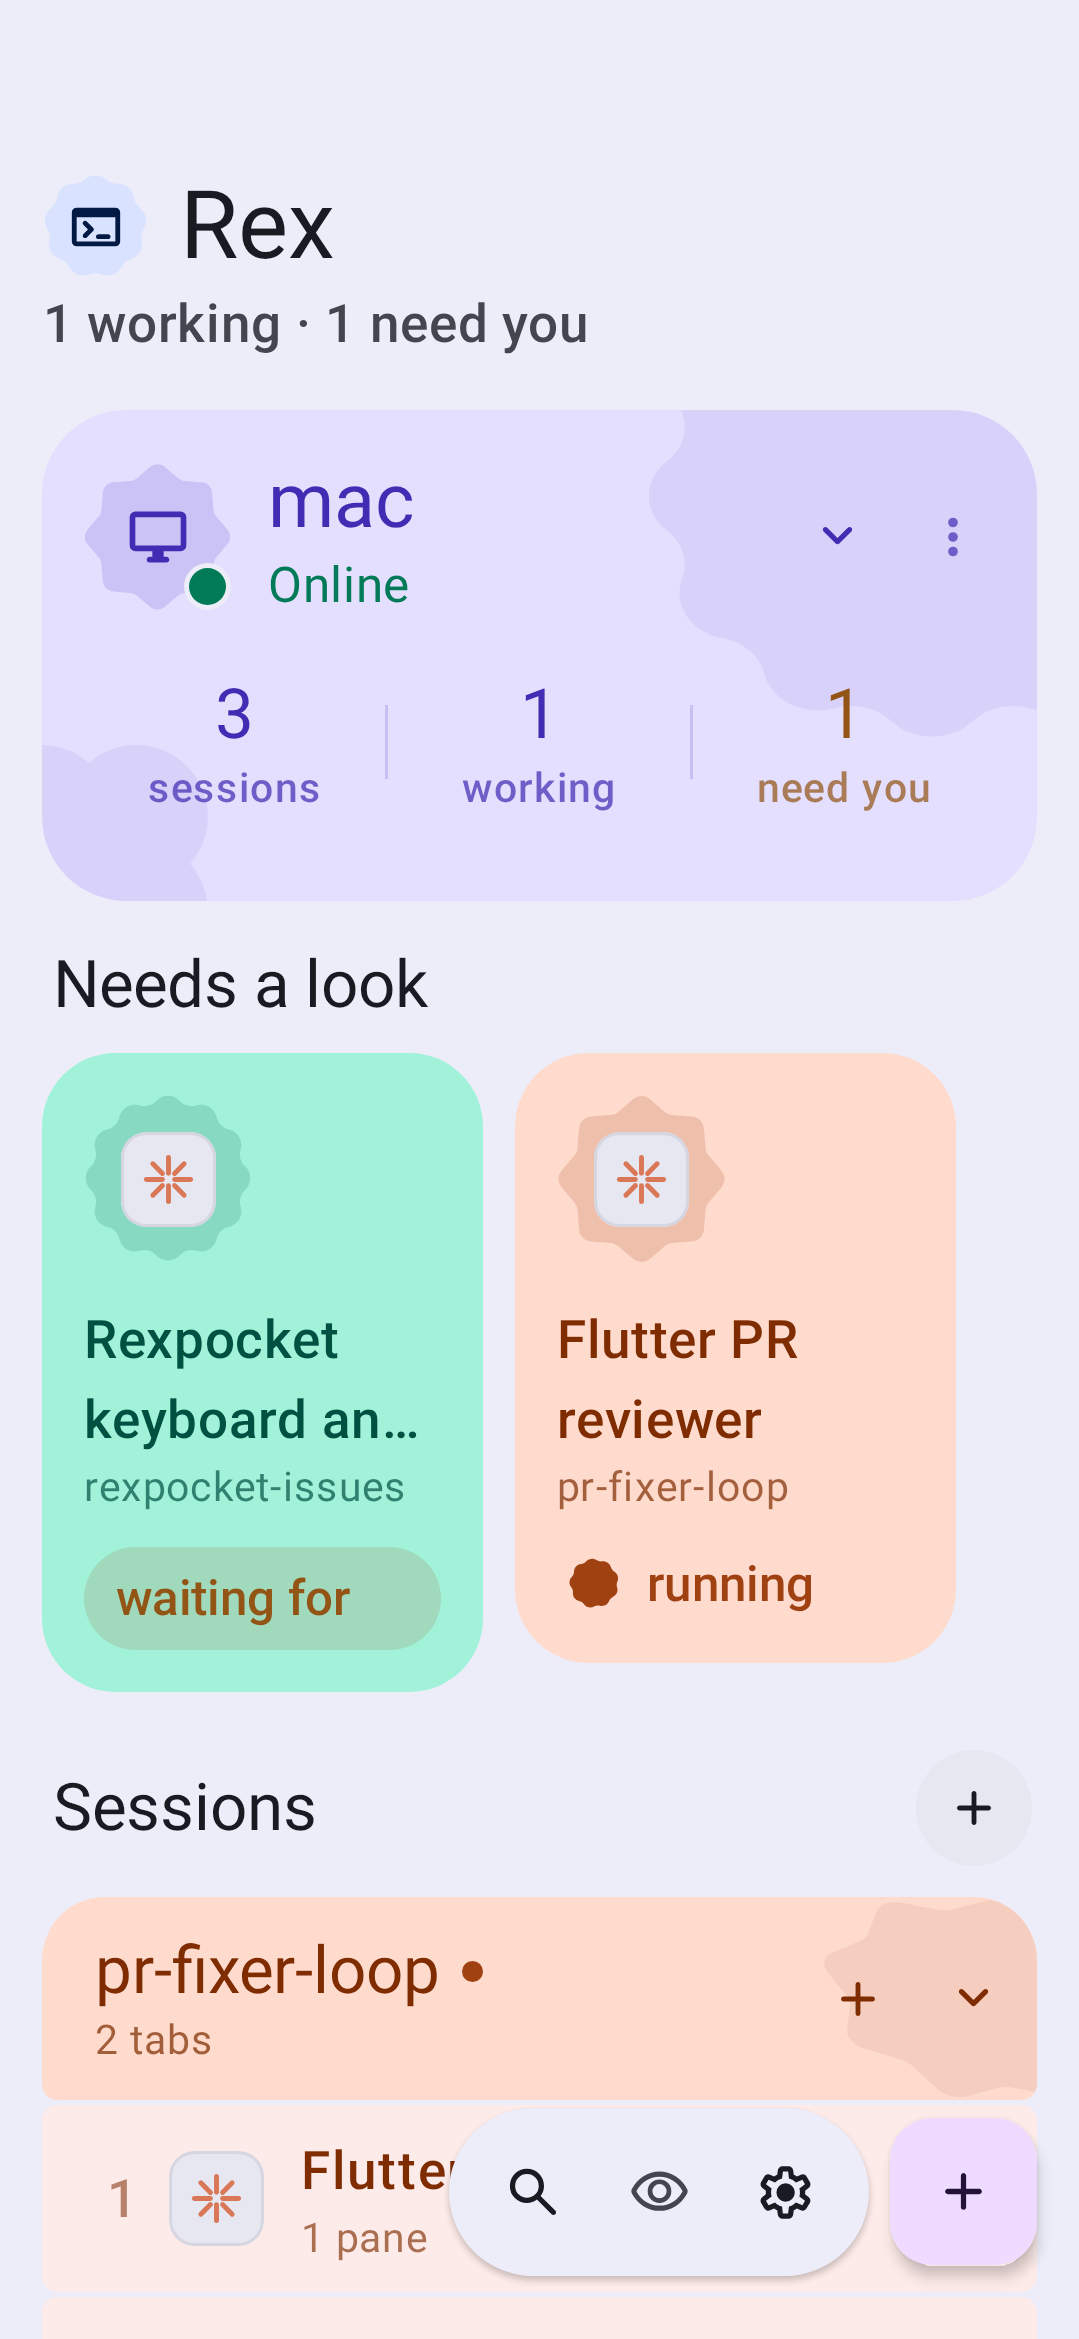 Rex
1 working · 1 need you
mac
Online
3
sessions
1
working
1
need you
Needs a look
Rexpocket
keyboard an...
rexpocket-issues
waiting for
Flutter PR
reviewer
pr-fixer-loop
running
Sessions
pr-fixer-loop
2 tabs
1
1 pane